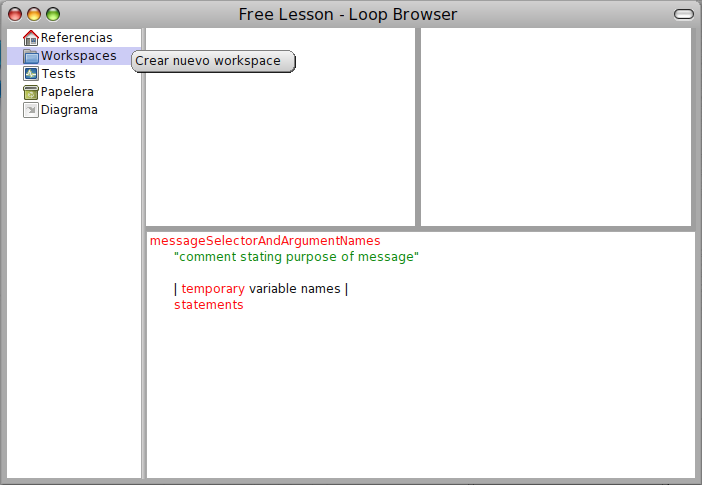 Free Lesson - Loop Browser
Referencias
Workspaces
Tests
Papelera
Diagrama
Crear nuevo workspace
messageSelectorAndArgumentNames
"comment stating purpose of message"
| temporary variable names |
statements